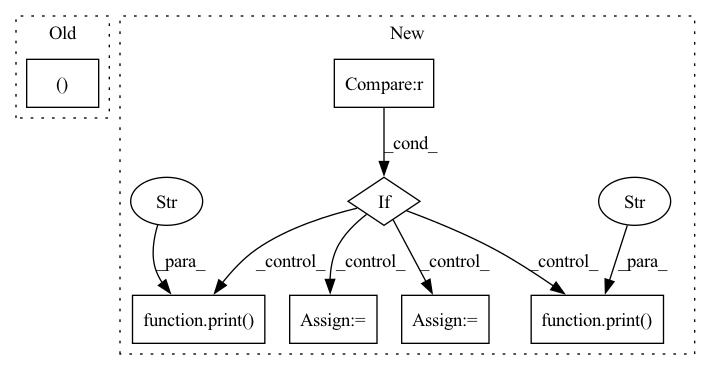 Old
New
()
Compare:r
_cond_
Str
If
Str
_para_
_control_
_control_
_control_
_control_
_para_
function.print()
Assign:=
Assign:=
function.print()